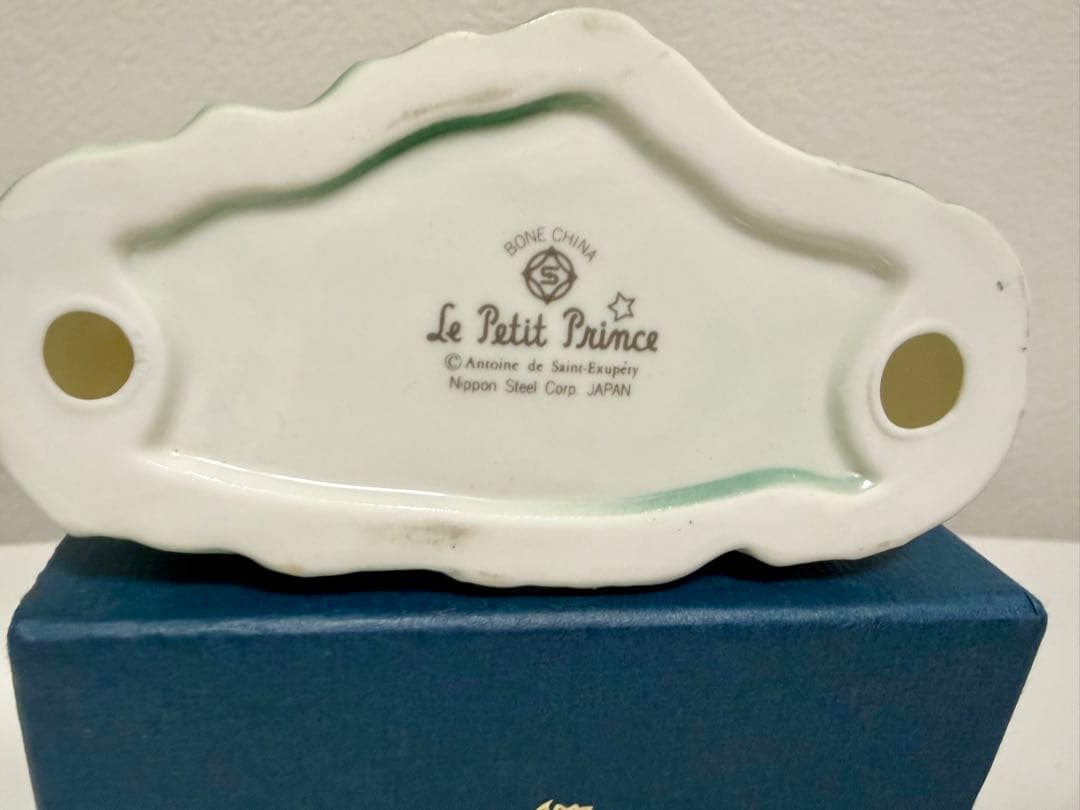 BONE CHINA
S
Le Petit Prince
© Antoine de Saint-Exupéry
Nippon Steel Corp. JAPAN